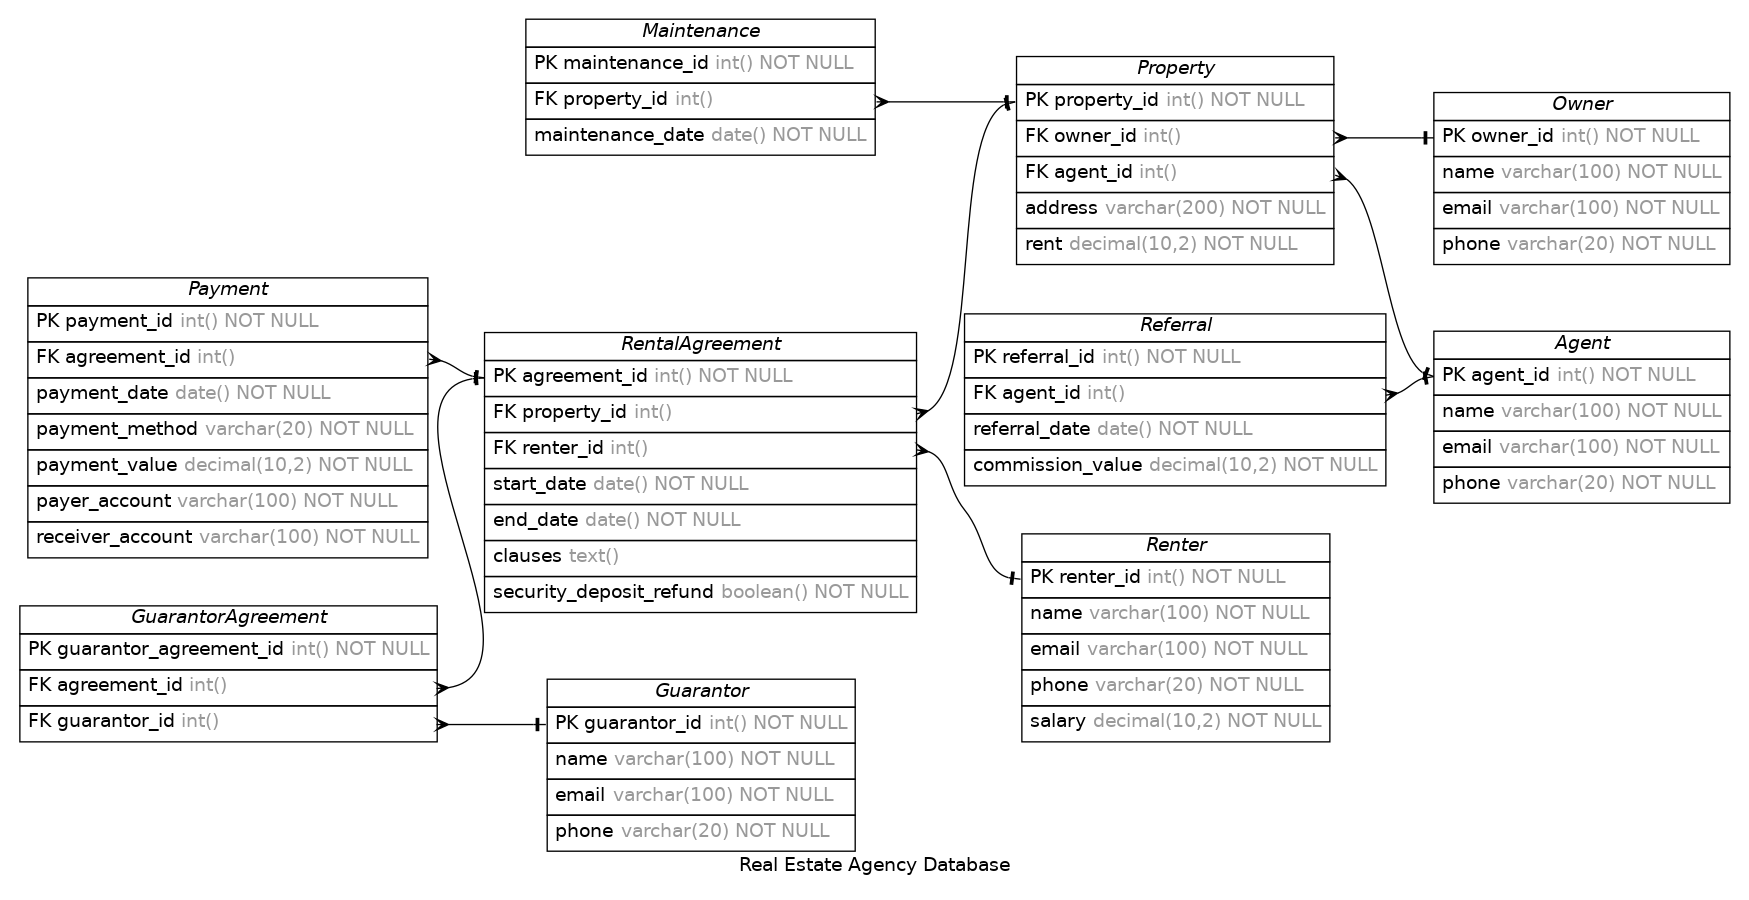 Maintenance
PK maintenance_id int() NOT NULL
FK property_id int()
maintenance_date date() NOT NULL
Property
PK property_id int() NOT NULL
FK owner_id int()
FK agent_id int()
address varchar(200) NOT NULL
rent decimal(10,2) NOT NULL
Owner
PK owner_id int() NOT NULL
name varchar(100) NOT NULL
email varchar(100) NOT NULL
phone varchar(20) NOT NULL
Payment
PK payment_id int() NOT NULL
FK agreement_id int()
payment_date date() NOT NULL
payment_method varchar(20) NOT NULL
payment_value decimal(10,2) NOT NULL
payer_account varchar(100) NOT NULL
receiver_account varchar(100) NOT NULL
RentalAgreement
PK agreement_id int() NOT NULL
FK property_id int()
FK renter_id int()
start_date date() NOT NULL
end_date date() NOT NULL
clauses text()
security_deposit_refund boolean() NOT NULL
Referral
PK referral_id int() NOT NULL
FK agent_id int()
referral_date date() NOT NULL
commission_value decimal(10,2) NOT NULL
Agent
PK agent_id int() NOT NULL
name varchar(100) NOT NULL
email varchar(100) NOT NULL
phone varchar(20) NOT NULL
Renter
PK renter_id int() NOT NULL
name varchar(100) NOT NULL
email varchar(100) NOT NULL
phone varchar(20) NOT NULL
salary decimal(10,2) NOT NULL
GuarantorAgreement
PK guarantor_agreement_id int() NOT NULL
FK agreement_id int()
FK guarantor_id int()
Guarantor
PK guarantor_id int() NOT NULL
name varchar(100) NOT NULL
email varchar(100) NOT NULL
phone varchar(20) NOT NULL
Real Estate Agency Database